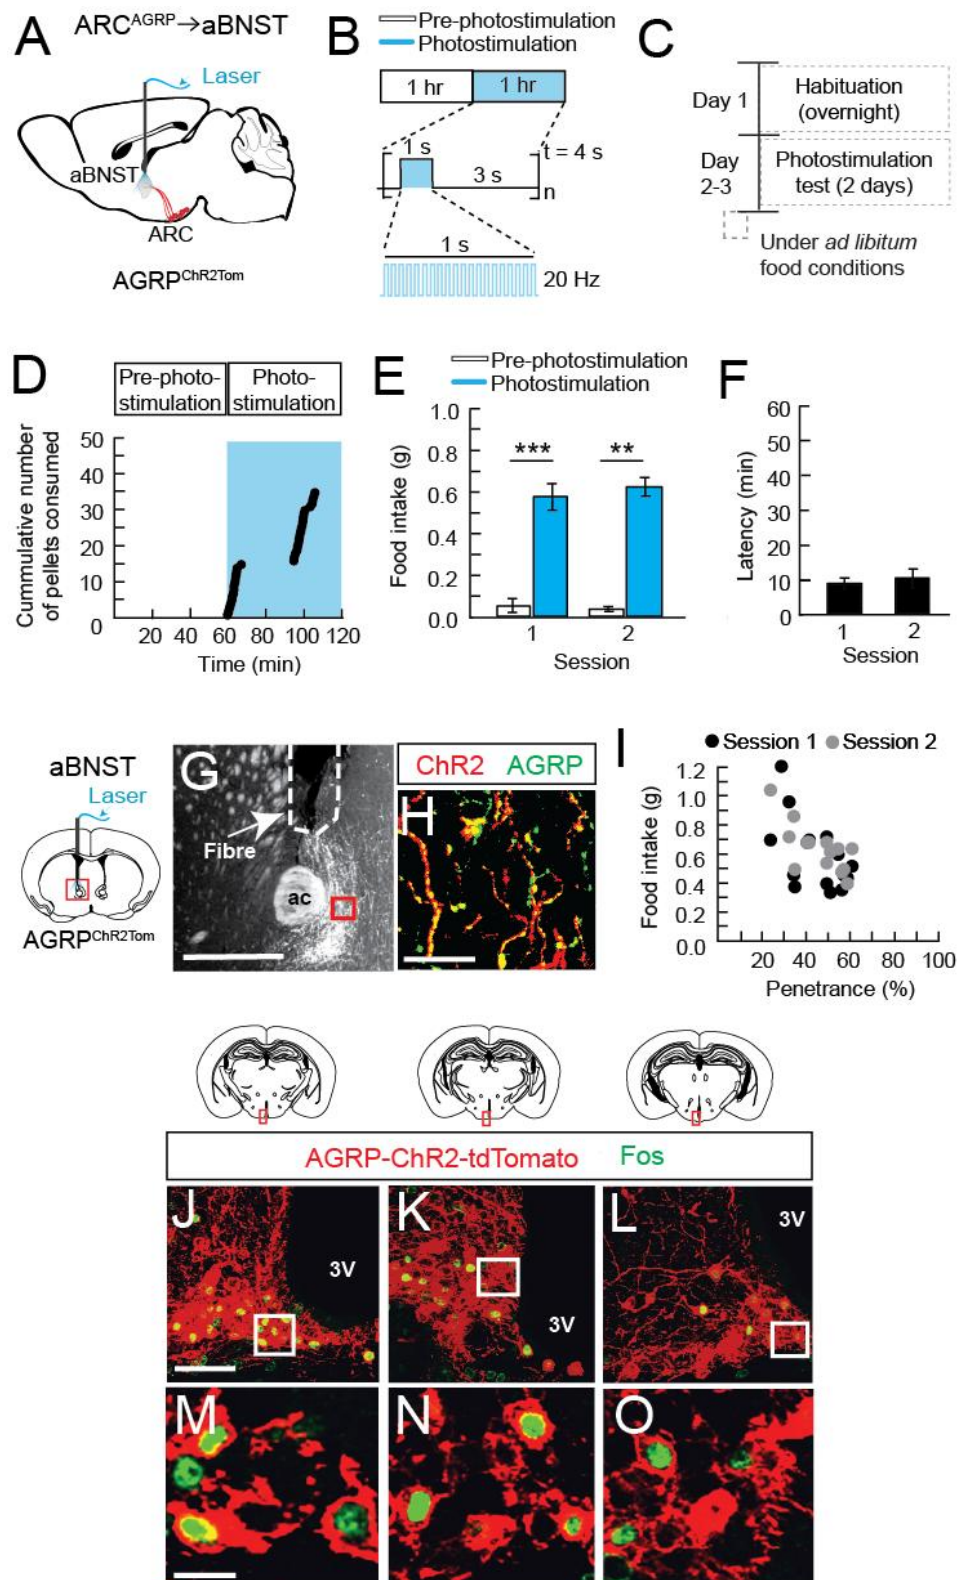 A
ARCAGRP→aBNST
Laser
aBNST
ARC
AGRPChR2Tom
B
Pre-photostimulation
Photostimulation
1 hr
1 hr
1 s
t = 4 s
3 s
n
1 s
20 Hz
C
Day 1
Habituation
(overnight)
Day
2-3
Photostimulation
test (2 days)
Under ad libitum
food conditions
D
Pre-photo-
stimulation
Photo-
stimulation
Cummulative number
of pellets consumed
50
40
30
20
10
0
20 40 60 80 100 120
Time (min)
E
Pre-photostimulation
Photostimulation
Food intake (g)
1.0
0.8
0.6
0.4
0.2
0.0
***
**
1 2
Session
F
Latency (min)
60
50
40
30
20
10
0
1 2
Session
aBNST
Laser
AGRPChR2Tom
G
Fibre
ac
ChR2 AGRP
H
I
Session 1 Session 2
Food intake (g)
1.2
1.0
0.8
0.6
0.4
0.2
0.0
20 40 60 80 100
Penetrance (%)
AGRP-ChR2-tdTomato Fos
J
3V
K
3V
L
3V
M
N
O